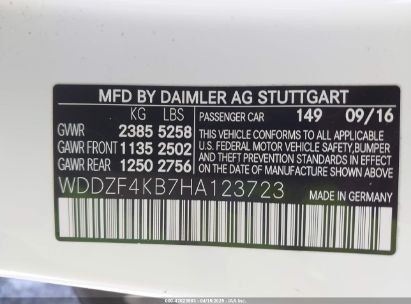 MFD BY DAIMLER AG STUTTGART
KG LBS
PASSENGER CAR 149 09/16
GVWR 2385 5258
THIS VEHICLE CONFORMS TO ALL APPLICABLE
GAWR FRONT 1135 2502
U.S. FEDERAL MOTOR VEHICLE SAFETY, BUMPER
AND THEFT PREVENTION STANDARDS IN EFFECT
GAWR REAR 1250 2756
ON THE DATE OF MANUFACTURE SHOWN ABOVE.
WDDZF4KB7HA123723
MADE IN GERMANY